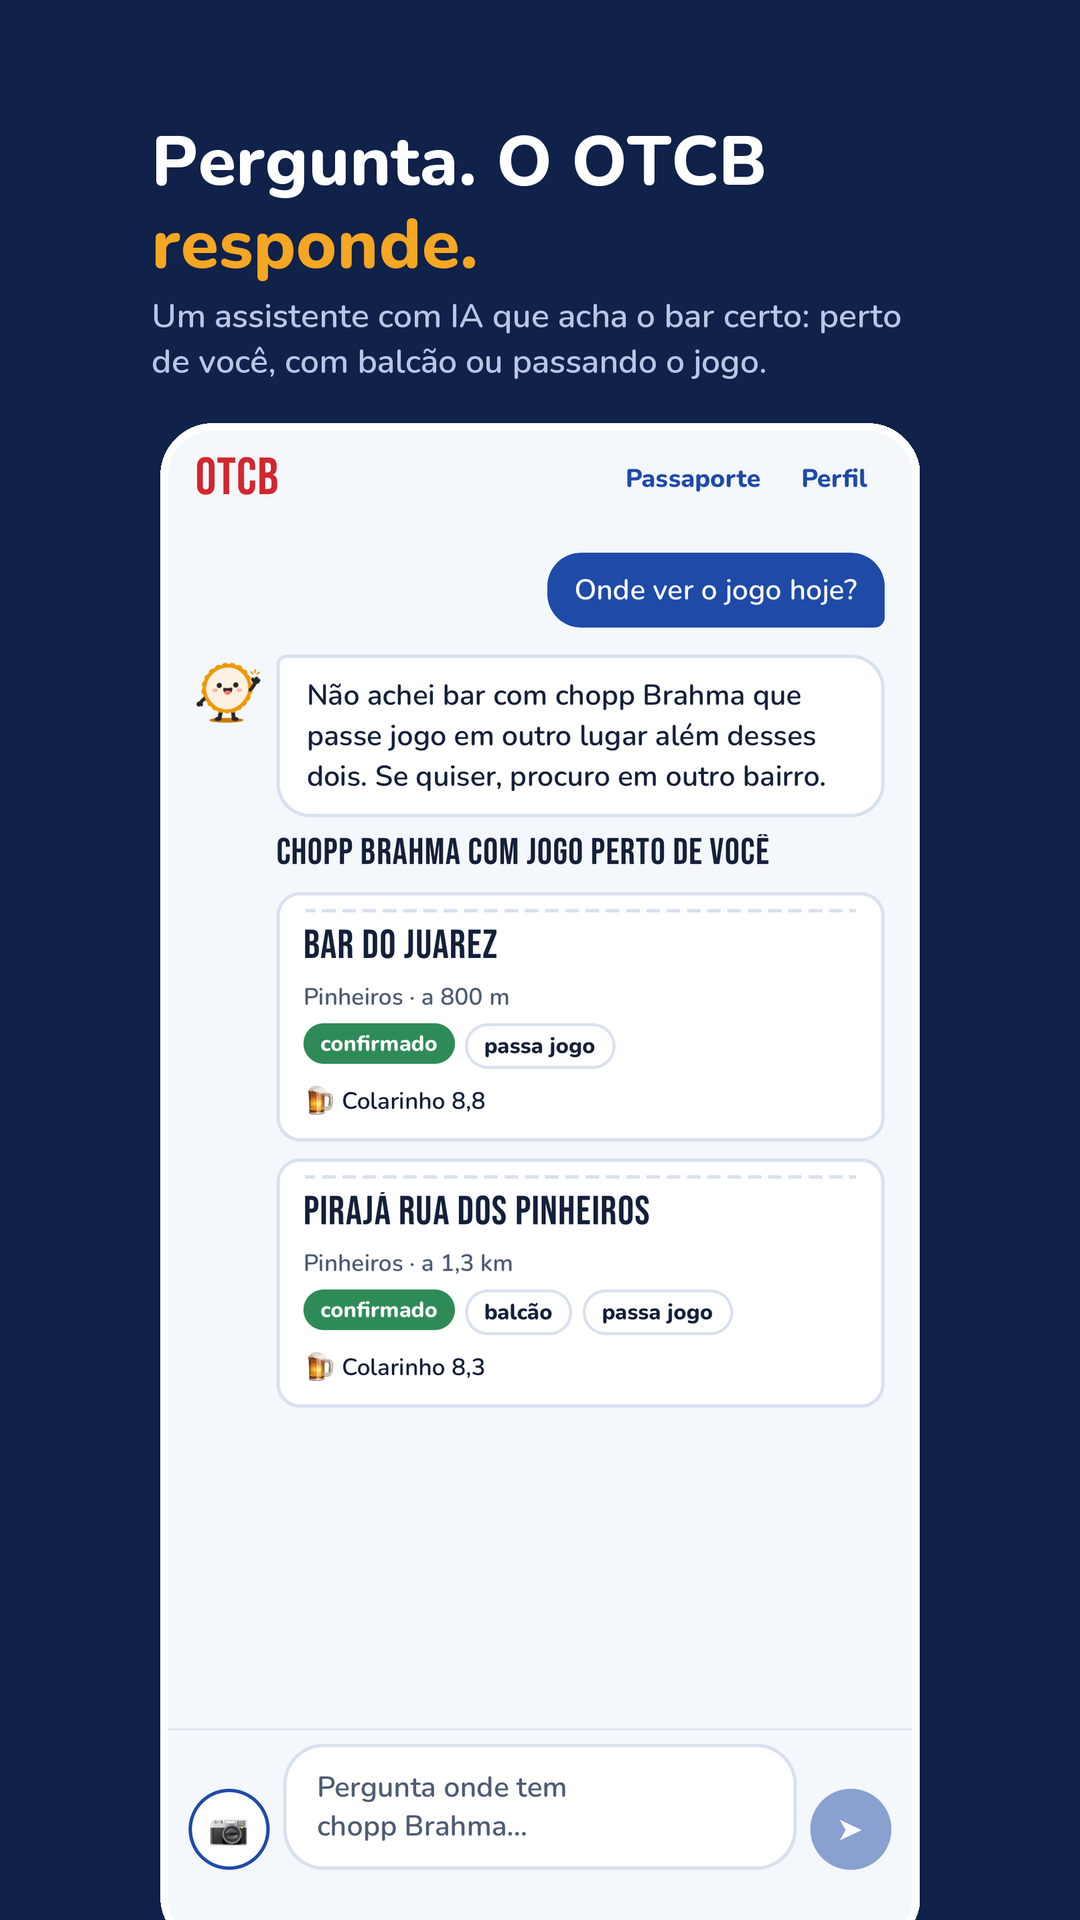 Pergunta. O OTCB
responde.
Um assistente com IA que acha o bar certo: perto
de você, com balcão ou passando o jogo.
OTCB
Passaporte Perfil
Onde ver o jogo hoje?
Não achei bar com chopp Brahma que
passe jogo em outro lugar além desses
dois. Se quiser, procuro em outro bairro.
CHOPP BRAHMA COM JOGO PERTO DE VOCÊ
BAR DO JUAREZ
Pinheiros · a 800 m
confirmado passa jogo
🍺 Colarinho 8,8
PIRAJÁ RUA DOS PINHEIROS
Pinheiros · a 1,3 km
confirmado balcão passa jogo
🍺 Colarinho 8,3
Pergunta onde tem
chopp Brahma...